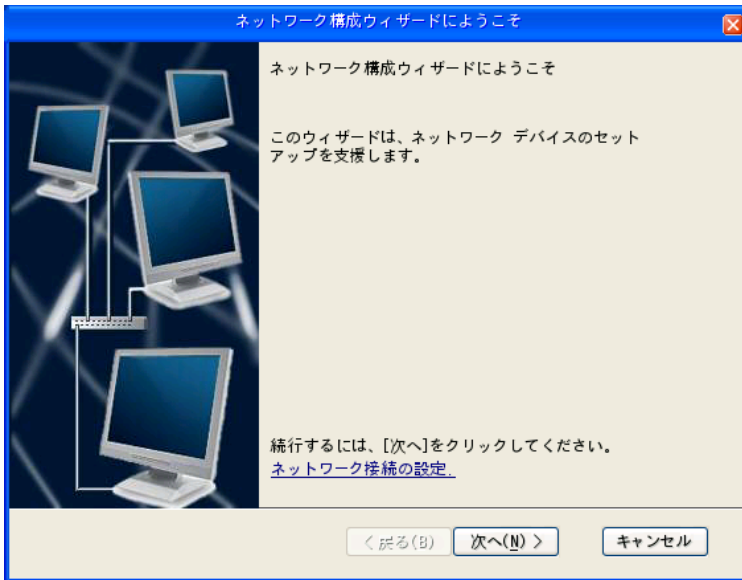 ネットワーク構成ウィザードにようこそ
ネットワーク構成ウィザードにようこそ
このウィザードは、ネットワーク デバイスのセット
アップを支援します。
続行するには、[次へ]をクリックしてください。
ネットワーク接続の設定.
< 戻る(B) 次へ(N) > キャンセル